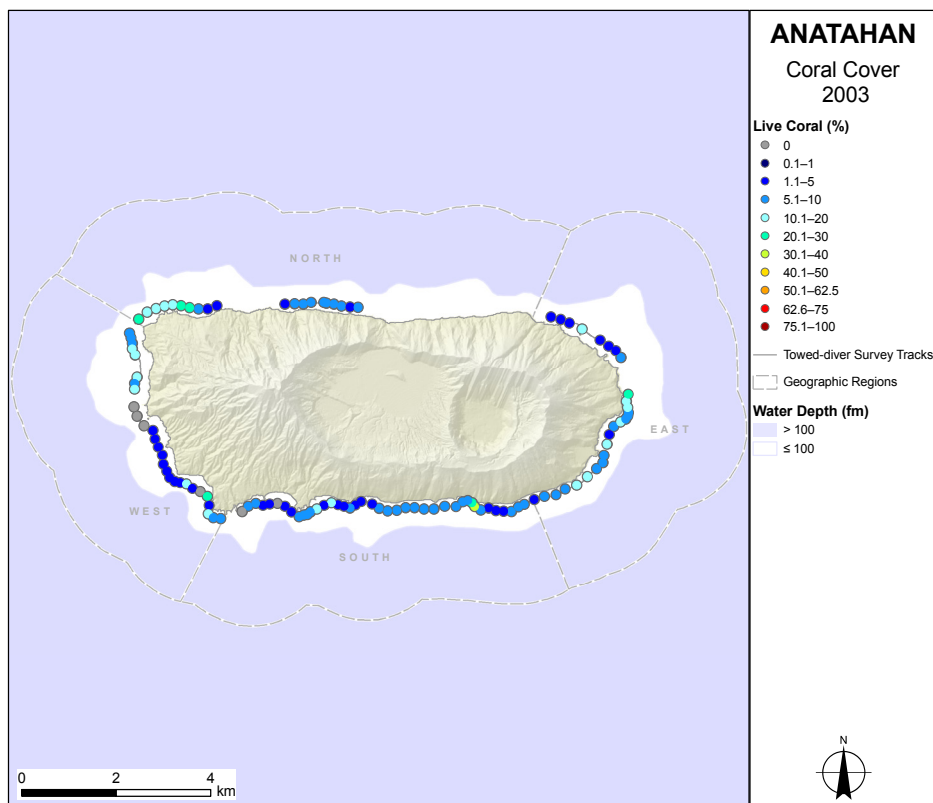 ANATAHAN
Coral Cover
2003
Live Coral (%)
0
0.1–1
1.1–5
5.1–10
10.1–20
20.1–30
30.1–40
40.1–50
50.1–62.5
62.6–75
75.1–100
Towed-diver Survey Tracks
Geographic Regions
Water Depth (fm)
> 100
≤ 100
NORTH
EAST
WEST
SOUTH
0 2 4
km
N